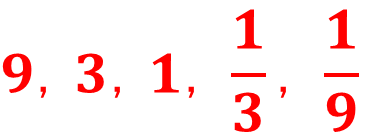 9, 3, 1, 1/3, 1/9